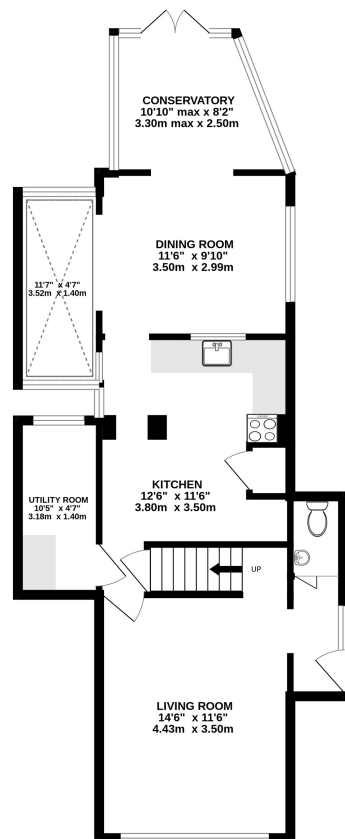 CONSERVATORY
10'10" max x 8'2"
3.30m max x 2.50m
DINING ROOM
11'6" x 9'10"
3.50m x 2.99m
11'7" x 4'7"
3.52m x 1.40m
KITCHEN
12'6" x 11'6"
3.80m x 3.50m
UTILITY ROOM
10'5" x 4'7"
3.18m x 1.40m
UP
LIVING ROOM
14'6" x 11'6"
4.43m x 3.50m